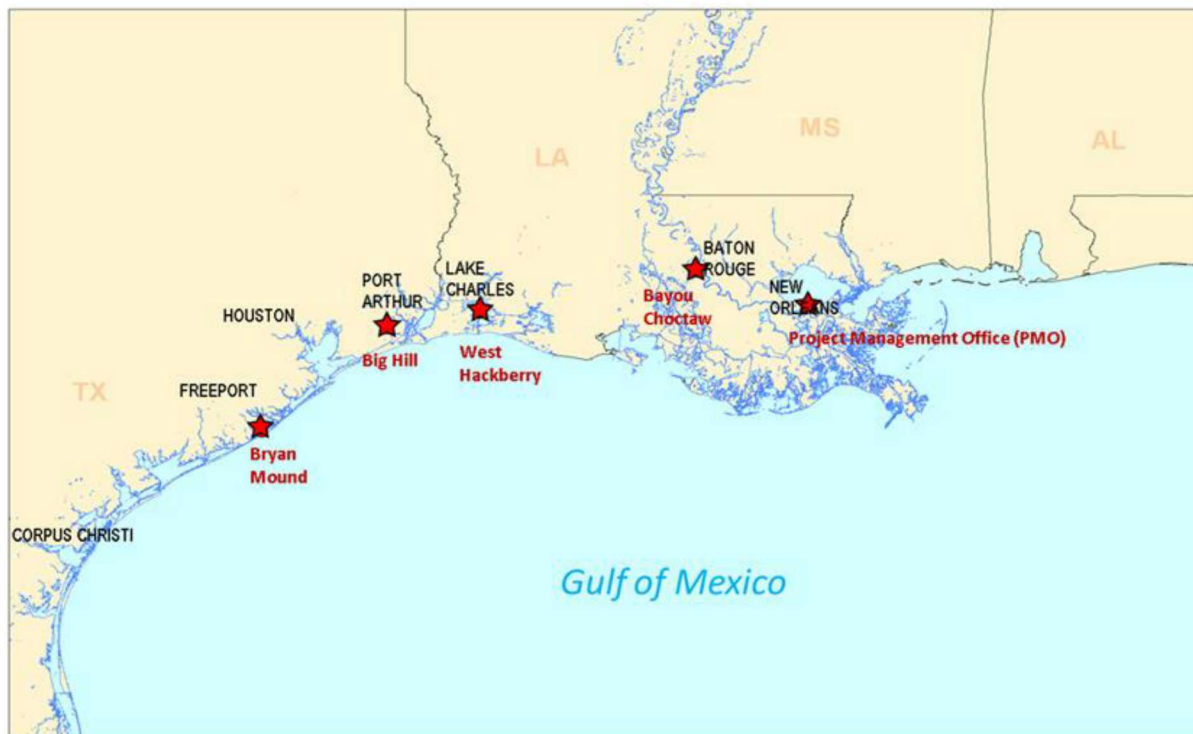 MS
AL
LA
BATON
ROUGE
LAKE
CHARLES
PORT
ARTHUR
NEW
ORLEANS
Bayou
Choctaw
HOUSTON
Project Management Office (PMO)
Big Hill
West
Hackberry
TX
FREEPORT
Bryan
Mound
CORPUS CHRISTI
Gulf of Mexico